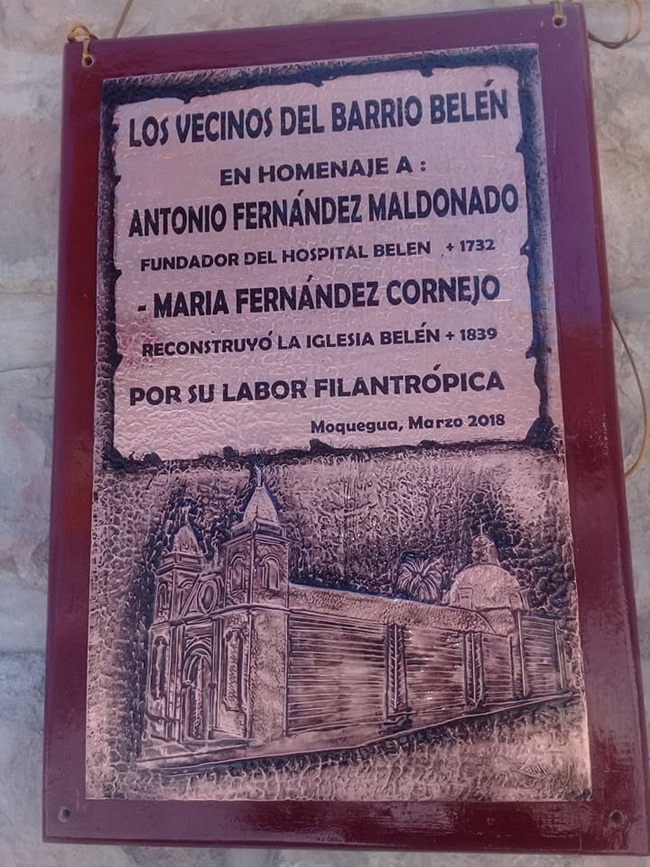 LOS VECINOS DEL BARRIO BELÉN
EN HOMENAJE A :
ANTONIO FERNÁNDEZ MALDONADO
FUNDADOR DEL HOSPITAL BELEN + 1732
- MARIA FERNÁNDEZ CORNEJO
RECONSTRUYÓ LA IGLESIA BELÉN + 1839
POR SU LABOR FILANTRÓPICA
Moquegua, Marzo 2018